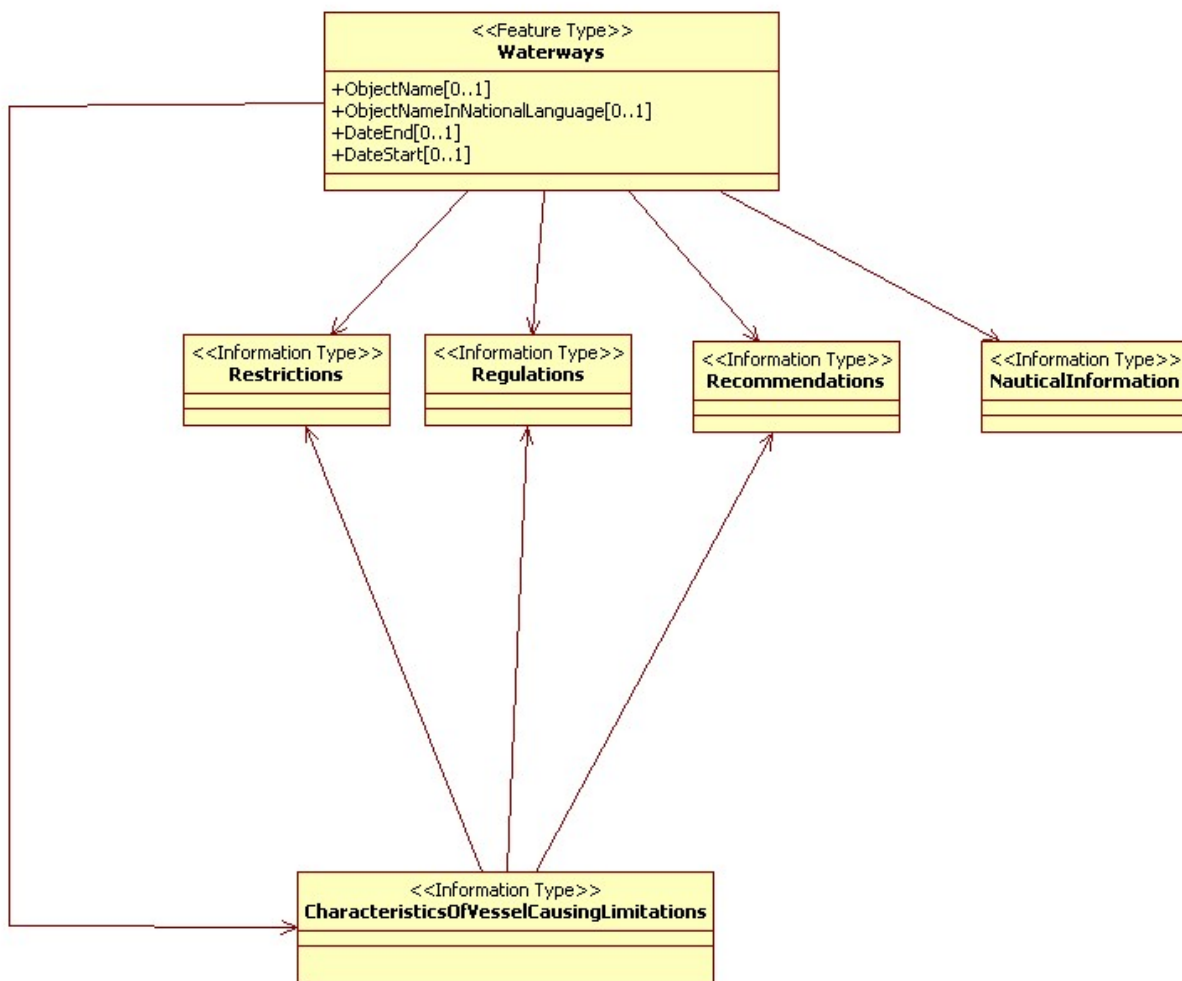 <<Feature Type>>
Waterways
+ObjectName[0..1]
+ObjectNameInNationalLanguage[0..1]
+DateEnd[0..1]
+DateStart[0..1]
<<Information Type>>
Restrictions
<<Information Type>>
Regulations
<<Information Type>>
Recommendations
<<Information Type>>
NauticalInformation
<<Information Type>>
CharacteristicsOfVesselCausingLimitations